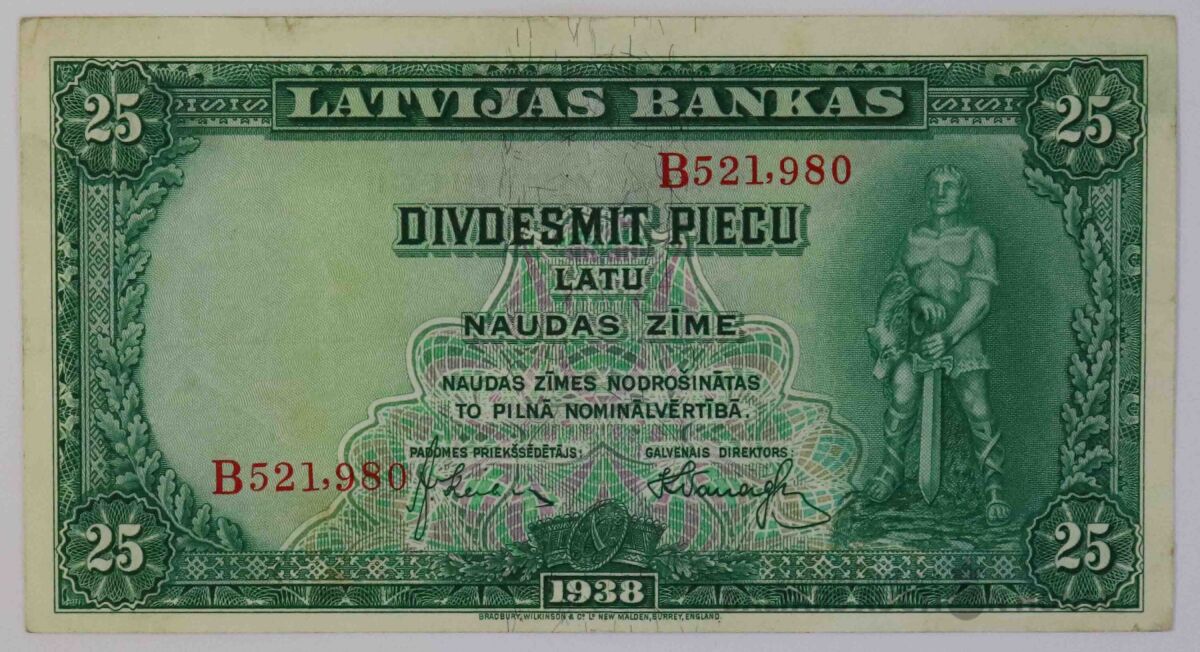 25 LATVIJAS BANKAS 25
B521,980
DIVDESMIT PIECU
LATU
NAUDAS ZĪME
NAUDAS ZĪMES NODROŠINĀTAS
TO PILNĀ NOMINĀLVĒRTĪBĀ.
PADOMES PRIEKŠSĒDĒTĀJS: GALVENAIS DIREKTORS:
B521,980
25 1938 25
BRADBURY, WILKINSON & Cº Lᴰ NEW MALDEN, SURREY, ENGLAND.